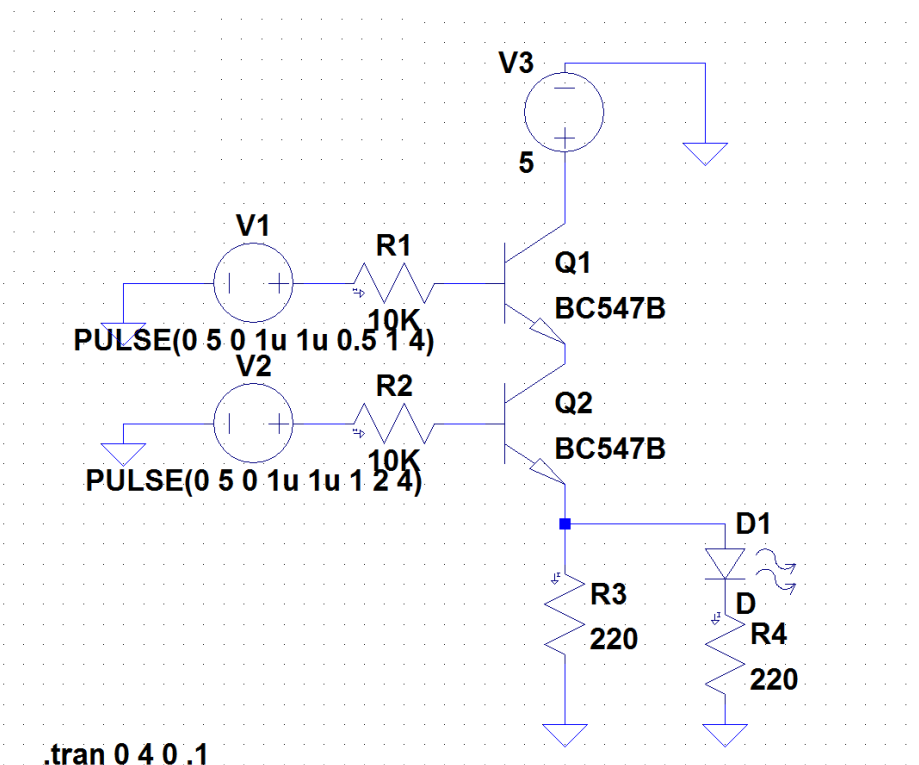 V3
5
V1
R1
Q1
BC547B
10K
PULSE(0 5 0 1u 1u 0.5 1 4)
V2
R2
Q2
BC547B
10K
PULSE(0 5 0 1u 1u 1 2 4)
D1
R3
D
R4
220
220
.tran 0 4 0 .1